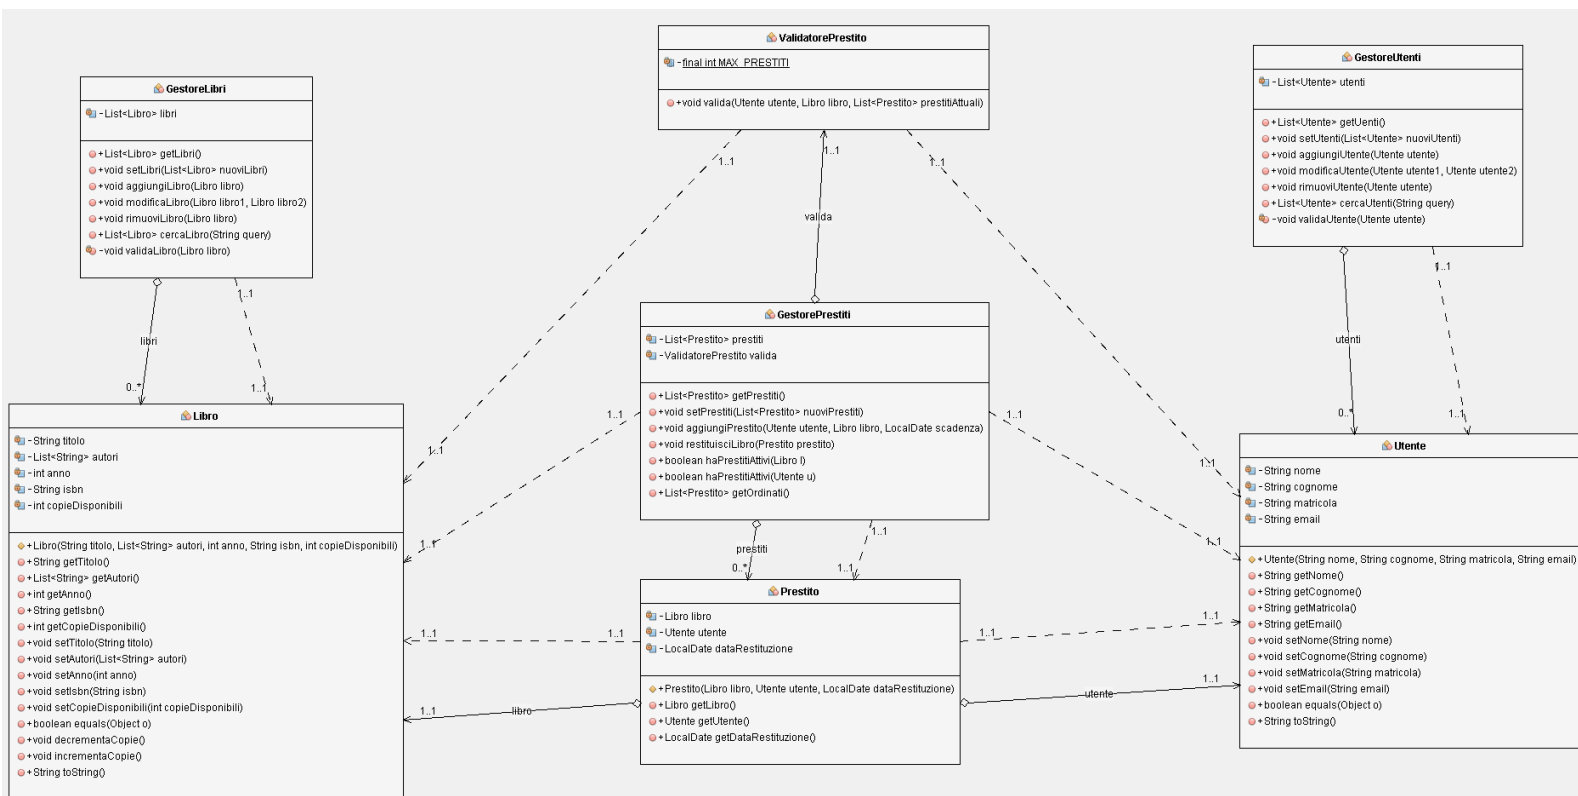 ValidatorePrestito
- final int MAX_PRESTITI
+void valida(Utente utente, Libro libro, List<Prestito> prestitiAttuali)
GestoreUtenti
- List<Utente> utenti
+ List<Utente> getUenti()
+void setUtenti(List<Utente> nuoviUtenti)
+void aggiungiUtente(Utente utente)
+void modificaUtente(Utente utente1, Utente utente2)
+void rimuoviUtente(Utente utente)
+ List<Utente> cercaUtenti(String query)
-void validaUtente(Utente utente)
GestoreLibri
- List<Libro> libri
+ List<Libro> getLibri()
+void setLibri(List<Libro> nuoviLibri)
+void aggiungiLibro(Libro libro)
+void modificaLibro(Libro libro1, Libro libro2)
+void rimuoviLibro(Libro libro)
+ List<Libro> cercaLibro(String query)
-void validaLibro(Libro libro)
1..1
1..1
1..1
valida
1..1
1..1
libri
0..*
1..1
utenti
0..*
1..1
GestorePrestiti
- List<Prestito> prestiti
- ValidatorePrestito valida
+ List<Prestito> getPrestiti()
+void setPrestiti(List<Prestito> nuoviPrestiti)
+void aggiungiPrestito(Utente utente, Libro libro, LocalDate scadenza)
+void restituisciLibro(Prestito prestito)
+ boolean haPrestitiAttivi(Libro l)
+ boolean haPrestitiAttivi(Utente u)
+ List<Prestito> getOrdinati()
1..1
1..1
1..1
1..1
1..1
1..1
prestiti
0..*
1..1
1..1
Libro
- String titolo
- List<String> autori
- int anno
- String isbn
- int copieDisponibili
+ Libro(String titolo, List<String> autori, int anno, String isbn, int copieDisponibili)
+ String getTitolo()
+ List<String> getAutori()
+ int getAnno()
+ String getIsbn()
+ int getCopieDisponibili()
+void setTitolo(String titolo)
+void setAutori(List<String> autori)
+void setAnno(int anno)
+void setIsbn(String isbn)
+void setCopieDisponibili(int copieDisponibili)
+ boolean equals(Object o)
+void decrementaCopie()
+void incrementaCopie()
+ String toString()
Prestito
- Libro libro
- Utente utente
- LocalDate dataRestituzione
+ Prestito(Libro libro, Utente utente, LocalDate dataRestituzione)
+ Libro getLibro()
+ Utente getUtente()
+ LocalDate getDataRestituzione()
1..1
1..1
1..1
1..1
1..1
libro
utente
1..1
Utente
- String nome
- String cognome
- String matricola
- String email
+ Utente(String nome, String cognome, String matricola, String email)
+ String getNome()
+ String getCognome()
+ String getMatricola()
+ String getEmail()
+void setNome(String nome)
+void setCognome(String cognome)
+void setMatricola(String matricola)
+void setEmail(String email)
+ boolean equals(Object o)
+ String toString()